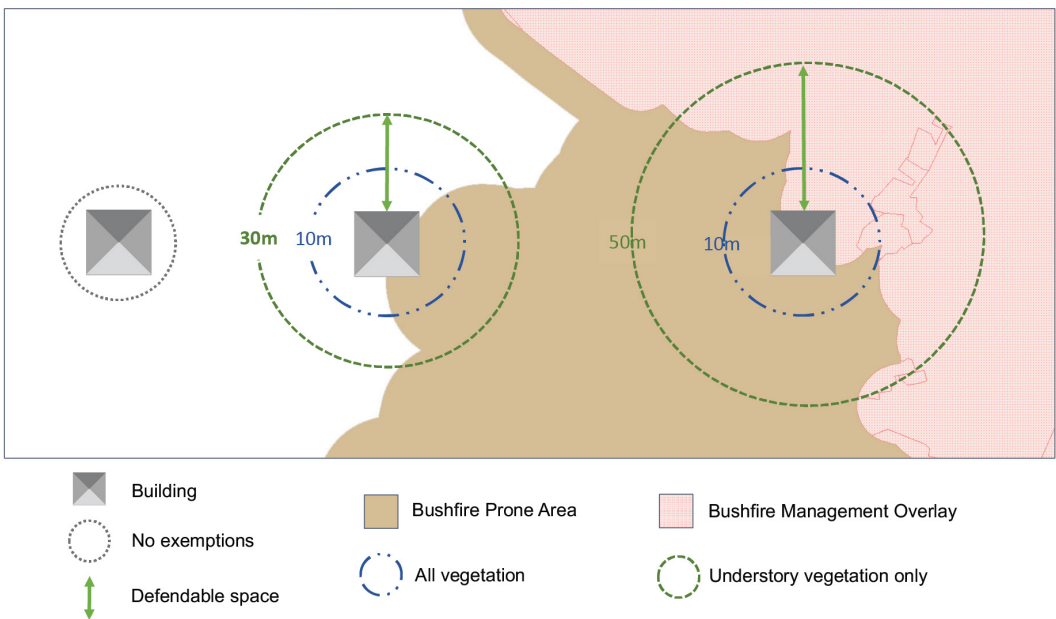 30m
10m
50m
10m
Building
No exemptions
Defendable space
Bushfire Prone Area
All vegetation
Bushfire Management Overlay
Understory vegetation only